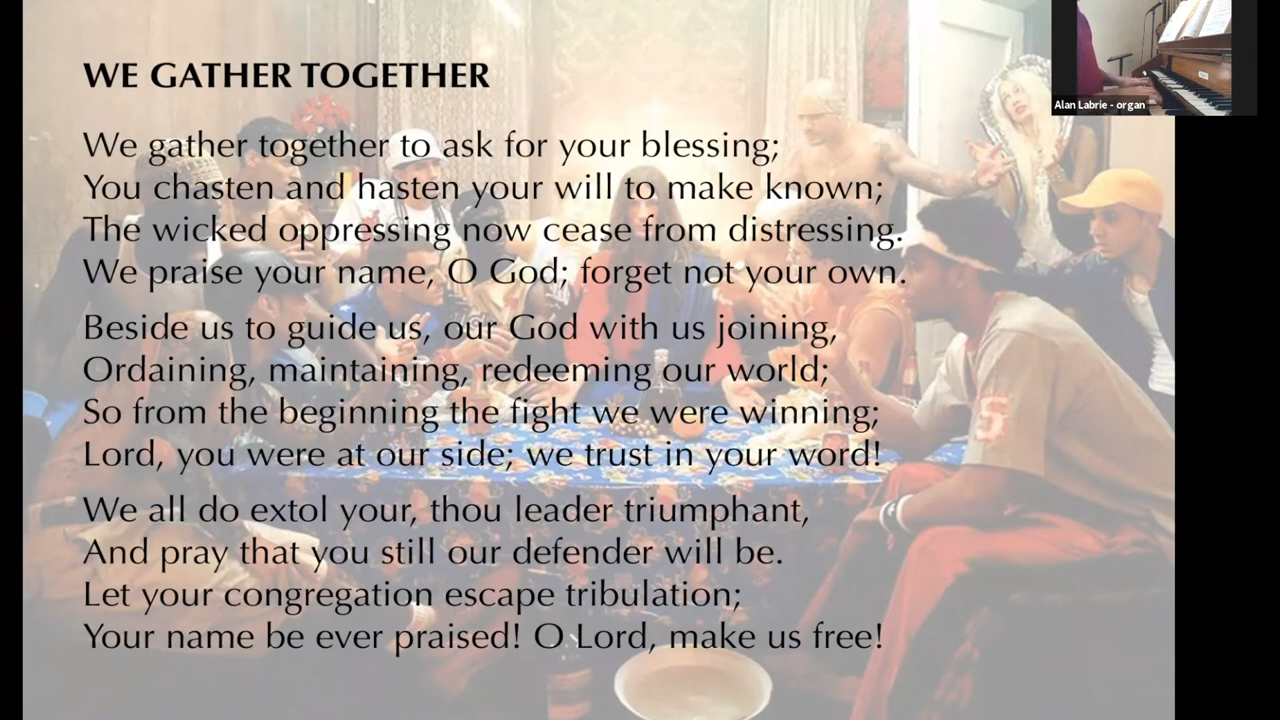 WE GATHER TOGETHER
Alan Labrie - organ
We gather together to ask for your blessing;
You chasten and hasten your will to make known;
The wicked oppressing now cease from distressing.
We praise your name, O God; forget not your own.
Beside us to guide us, our God with us joining,
Ordaining, maintaining, redeeming our world;
So from the beginning the fight we were winning;
Lord, you were at our side; we trust in your word!
We all do extol your, thou leader triumphant,
And pray that you still our defender will be.
Let your congregation escape tribulation;
Your name be ever praised! O Lord, make us free!